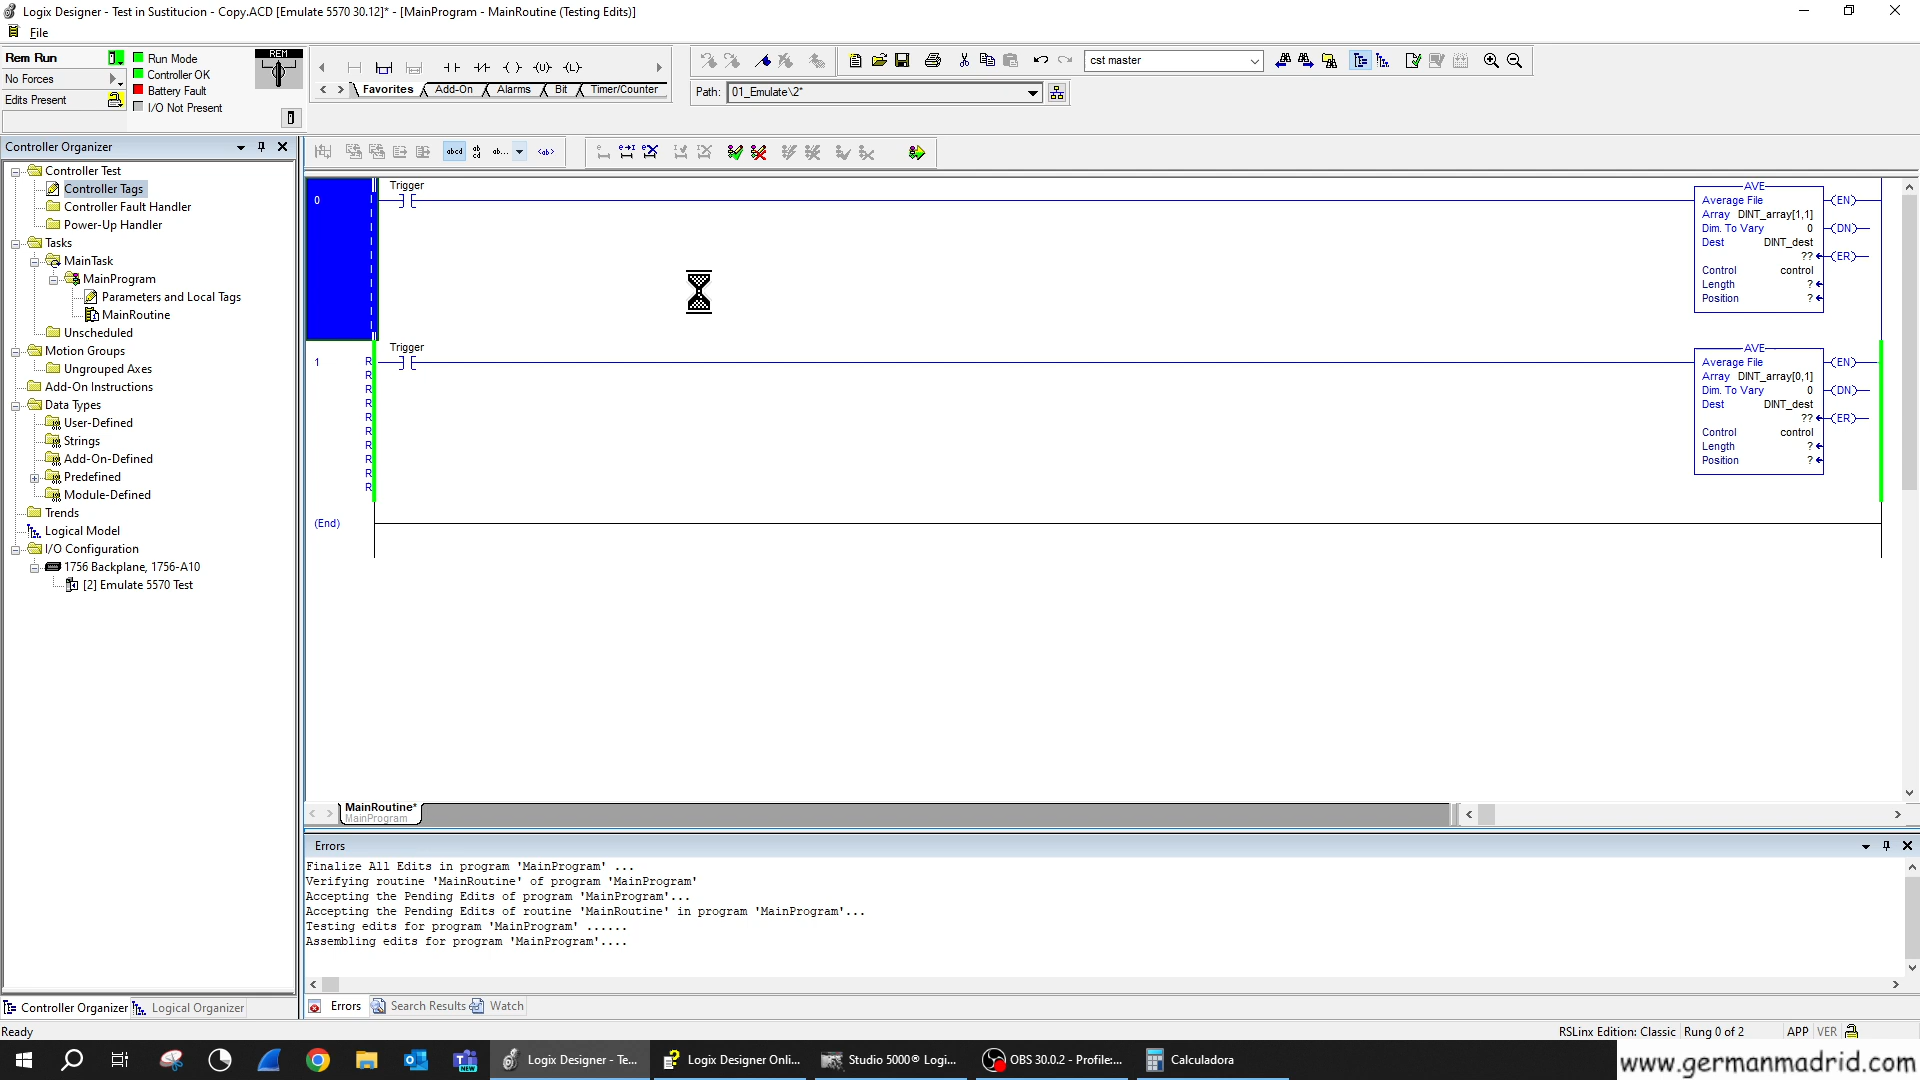 Logix Designer - Test in Sustitucion - Copy.ACD [Emulate 5570 30.12]* - [MainProgram - MainRoutine (Testing Edits)]
File
Rem Run
No Forces
Edits Present
Run Mode
Controller OK
Battery Fault
I/O Not Present
REM
Favorites
Add-On
Alarms
Bit
Timer/Counter
cst master
Path: 01_Emulate\2*
Controller Organizer
Controller Test
Controller Tags
Controller Fault Handler
Power-Up Handler
Tasks
MainTask
MainProgram
Parameters and Local Tags
MainRoutine
Unscheduled
Motion Groups
Ungrouped Axes
Add-On Instructions
Data Types
User-Defined
Strings
Add-On-Defined
Predefined
Module-Defined
Trends
Logical Model
I/O Configuration
1756 Backplane, 1756-A10
[2] Emulate 5570 Test
Controller Organizer
Logical Organizer
0
Trigger
AVE
Average File
Array DINT_array[1,1]
Dim. To Vary 0
Dest DINT_dest
??
Control control
Length ?
Position ?
(EN)
(DN)
(ER)
1
R
R
R
R
R
R
R
R
R
R
Trigger
AVE
Average File
Array DINT_array[0,1]
Dim. To Vary 0
Dest DINT_dest
??
Control control
Length ?
Position ?
(EN)
(DN)
(ER)
(End)
MainRoutine*
MainProgram
Errors
Finalize All Edits in program 'MainProgram' ...
Verifying routine 'MainRoutine' of program 'MainProgram'
Accepting the Pending Edits of program 'MainProgram'...
Accepting the Pending Edits of routine 'MainRoutine' in program 'MainProgram'...
Testing edits for program 'MainProgram' ......
Assembling edits for program 'MainProgram'....
Errors
Search Results
Watch
Ready
RSLinx Edition: Classic
Rung 0 of 2
APP
VER
Logix Designer - Te...
Logix Designer Onli...
Studio 5000® Logi...
OBS 30.0.2 - Profile:...
Calculadora
www.germanmadrid.com